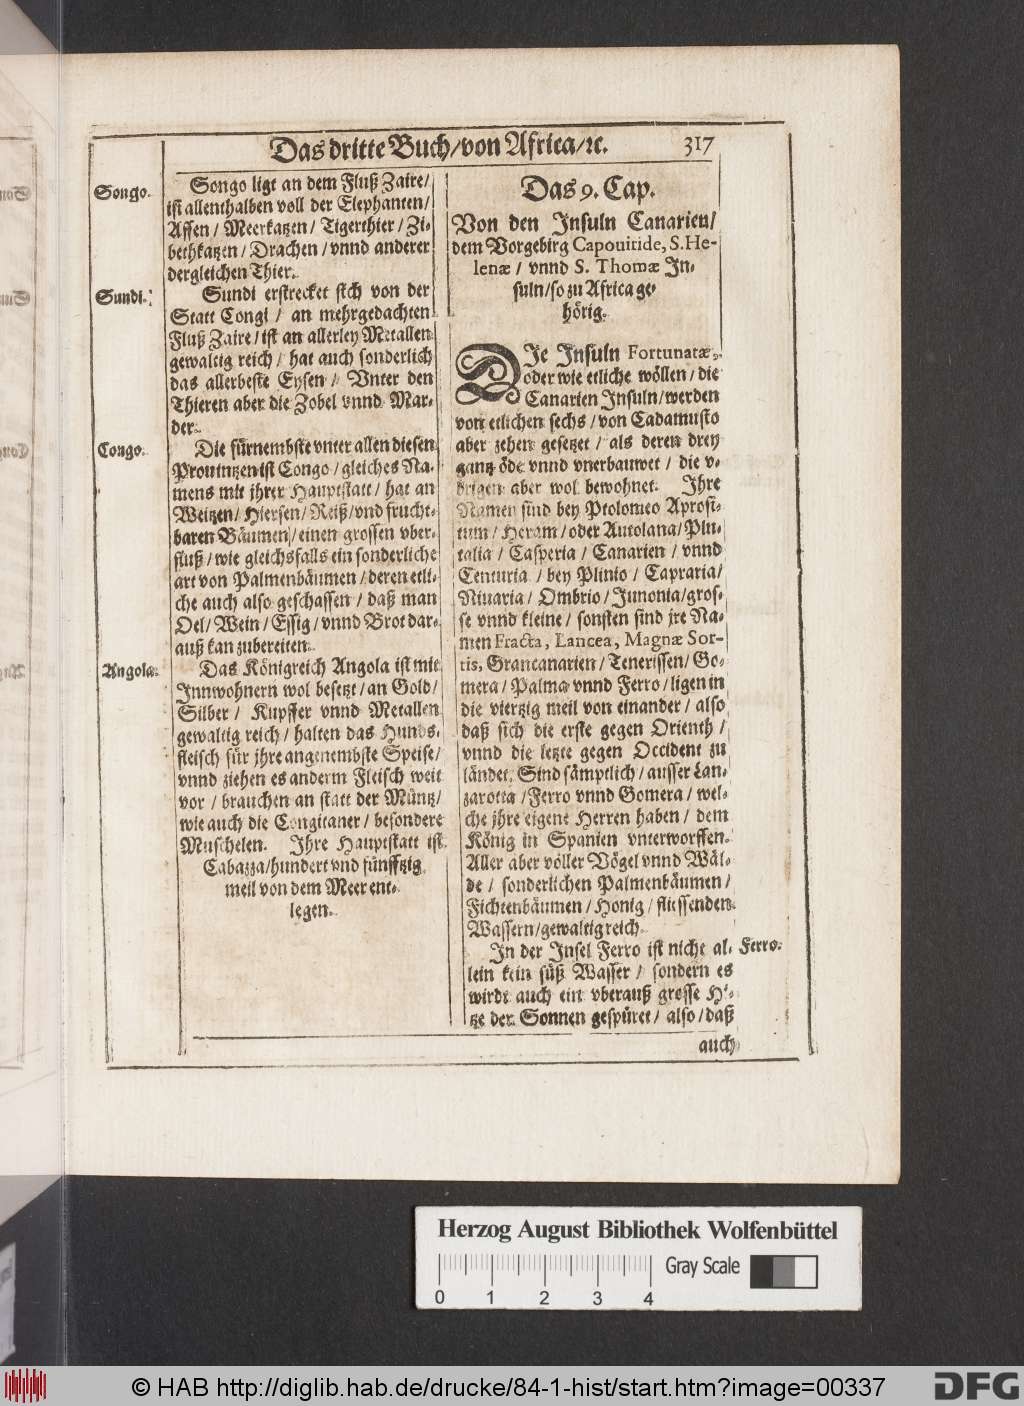 Das dritte Buch/von Africa/ꝛc. 317
Songo.
Songo ligt an dem Fluß Zaire/
ist allenthalben voll der Elephanten/
Affen/ Meerkatzen/ Tigerthier/ Zi-
bethkatzen/ Drachen/ vnnd anderer
dergleichen Thier.
Sundi.
Sundi erstrecket sich von der
Statt Congi/ an mehrgedachten
Fluß Zaire/ist an allerley Metallen
gewaltig reich/ hat auch sonderlich
das allerbeste Eysen/ Vnter den
Thieren aber die Zobel vnnd Mar-
der.
Congo.
Die fürnembste vnter allen diesen
Prouintzen ist Congo/gleiches Na-
mens mit jhrer Hauptstatt/ hat an
Weitzen/ Hiersen/ Reiß/vnd frucht-
baren Bäumen/einen grossen vber-
fluß/wie gleichsfalls ein sonderliche
art von Palmenbäumen/deren etli-
che auch also geschaffen/ daß man
Oel/Wein/Essig/vnnd Brot dar-
auß kan zubereiten.
Angola.
Das Königreich Angola ist mit
Innwohnern wol besetzt/an Gold/
Silber/ Kupffer vnnd Metallen
gewaltig reich/halten das Hunds-
fleisch für jhre angenembste Speise/
vnnd ziehen es anderm Fleisch weit
vor/brauchen an statt der Müntz/
wie auch die Congitaner/besondere
Muschelen. Ihre Hauptstatt ist
Cabazza/hundert vnd fünfftzig
meil von dem Meer ent-
legen.
Das 9. Cap.
Von den Insuln Canarien/
dem Vorgebirg Capouiride, S. He-
lenæ/ vnnd S. Thomæ In-
suln/so zu Africa ge-
hörig.
DIe Insuln Fortunatæ,
oder wie etliche wöllen/die
Canarien Insuln/werden
von etlichen sechs/von Cadamusto
aber zehen gesetzet/als deren drey
gantz öde vnnd vnerbauwet/ die v-
brigen aber wol bewohnet. Ihre
Namen sind bey Ptolomeo Aprosi-
tum/Heram/oder Autolana/Plu-
talia/ Casperia/ Canarien/ vnnd
Centuria/bey Plinio/ Capraria/
Niuaria/ Ombrio/Junonia/gros-
se vnnd kleine/sonsten sind jre Na-
men Fracta, Lancea, Magnæ Sor-
tis, Grancanarien/Tenerissen/Go-
mera/Palma vnnd Ferro/ligen in
die viertzig meil von einander/also
daß sich die erste gegen Orienth/
vnnd die letzte gegen Occident zu
ländet. Sind sämptlich/ausser Lan-
zarotta/Ferro vnnd Gomera/wel-
che jhre eigene Herren haben/dem
König in Spanien vnterworffen.
Aller aber völler Vögel vnnd Wäl-
de/ sonderlichen Palmenbäumen/
Fichtenbäumen/Honig/fliessenden
Wassern/gewaltig reich.
In der Insel Ferro ist nicht al-
Ferro.
lein kein süß Wasser/ sondern es
wirdt auch ein vberauß grosse Hi-
tze der Sonnen gespüret/also/daß
auch
Herzog August Bibliothek Wolfenbüttel
Gray Scale
0 1 2 3 4
© HAB http://diglib.hab.de/drucke/84-1-hist/start.htm?image=00337
DFG